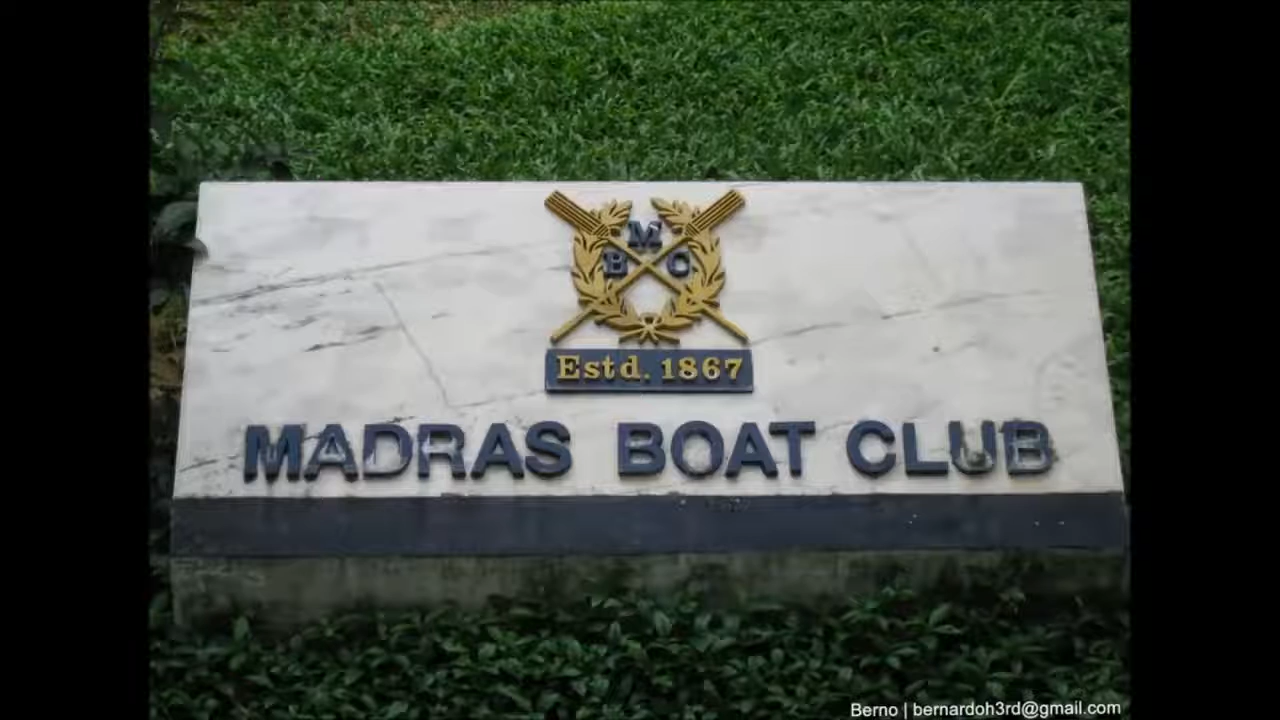 M
B C
Estd. 1867
MADRAS BOAT CLUB
Berno | bernardoh3rd@gmail.com